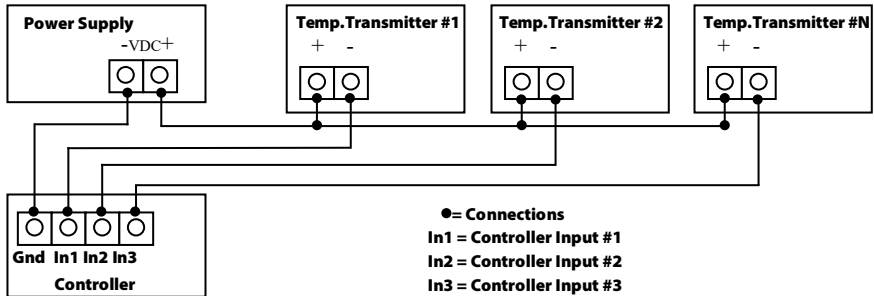 Power Supply
-VDC+
Temp.Transmitter #1
+ -
Temp.Transmitter #2
+ -
Temp.Transmitter #N
+ -
Gnd In1 In2 In3
Controller
= Connections
In1 = Controller Input #1
In2 = Controller Input #2
In3 = Controller Input #3